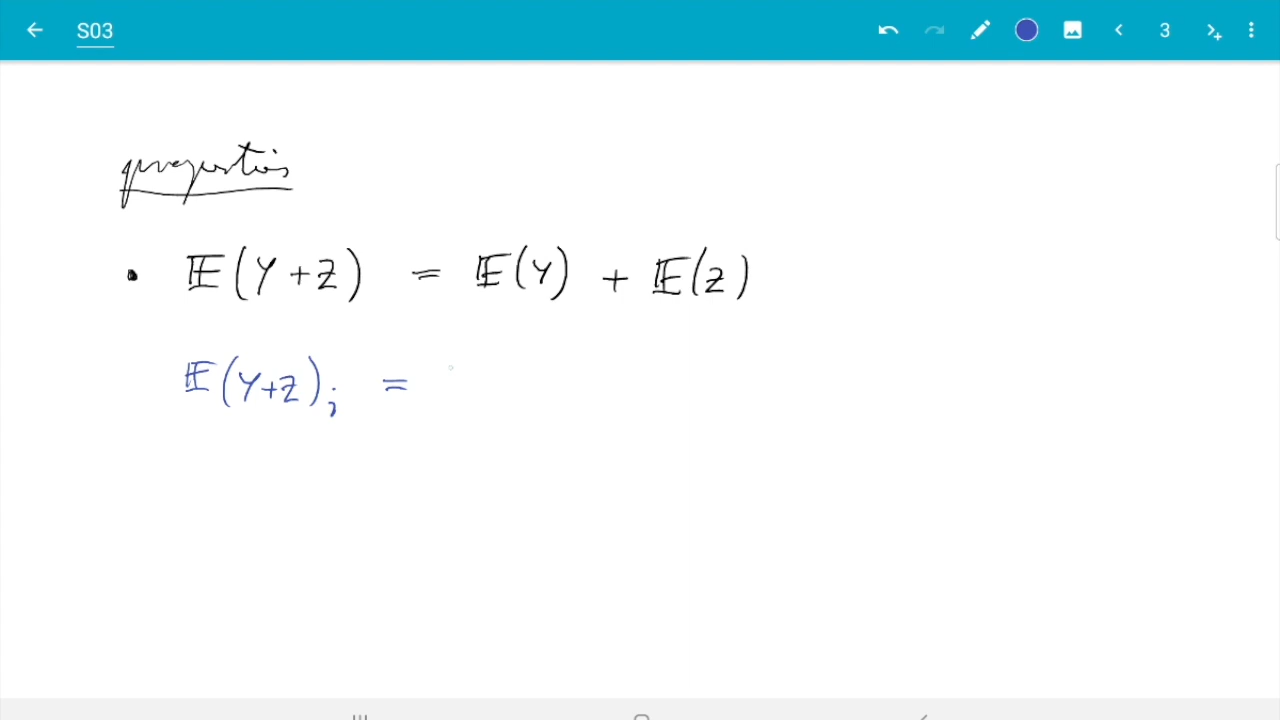 S03
3
properties
• 𝔼(Y+Z) = 𝔼(Y) + 𝔼(Z)
𝔼(Y+Z)ⱼ =